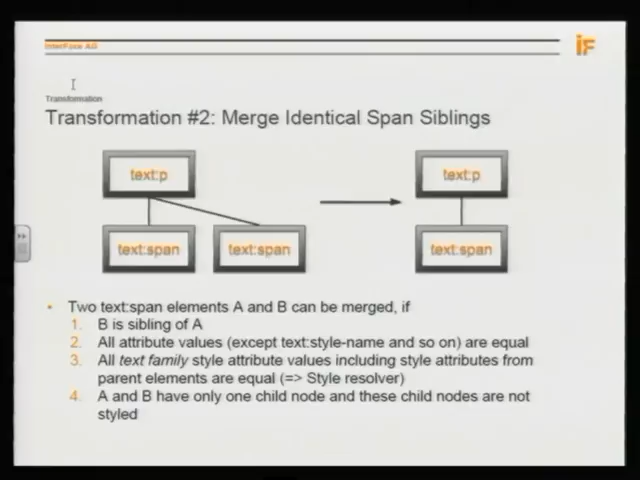 InterFace AG
iF
Transformation
Transformation #2: Merge Identical Span Siblings
text:p
text:p
text:span
text:span
text:span
• Two text:span elements A and B can be merged, if
1. B is sibling of A
2. All attribute values (except text:style-name and so on) are equal
3. All text family style attribute values including style attributes from
parent elements are equal (=> Style resolver)
4. A and B have only one child node and these child nodes are not
styled